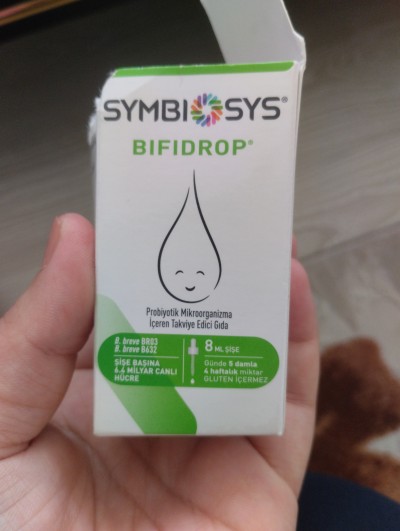 SYMBIOSYS®
BIFIDROP®
Probiyotik Mikroorganizma
İçeren Takviye Edici Gıda
B. breve BR03
B. breve B632
ŞİŞE BAŞINA
6.4 MİLYAR CANLI
HÜCRE
8 ML ŞİŞE
Günde 5 damla
4 haftalık miktar
GLUTEN İÇERMEZ